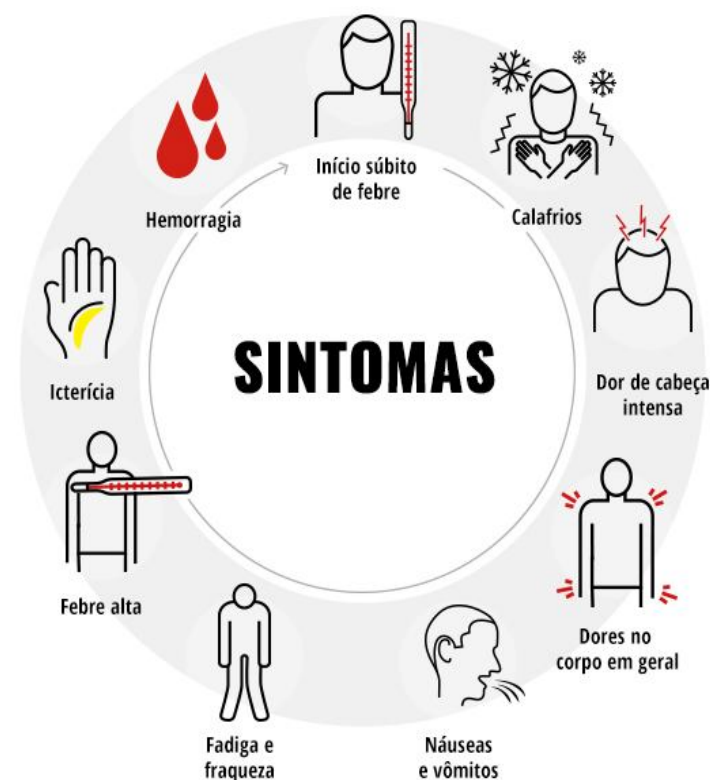 SINTOMAS
Início súbito
de febre
Calafrios
Dor de cabeça
intensa
Dores no
corpo em geral
Náuseas
e vômitos
Fadiga e
fraqueza
Febre alta
Icterícia
Hemorragia